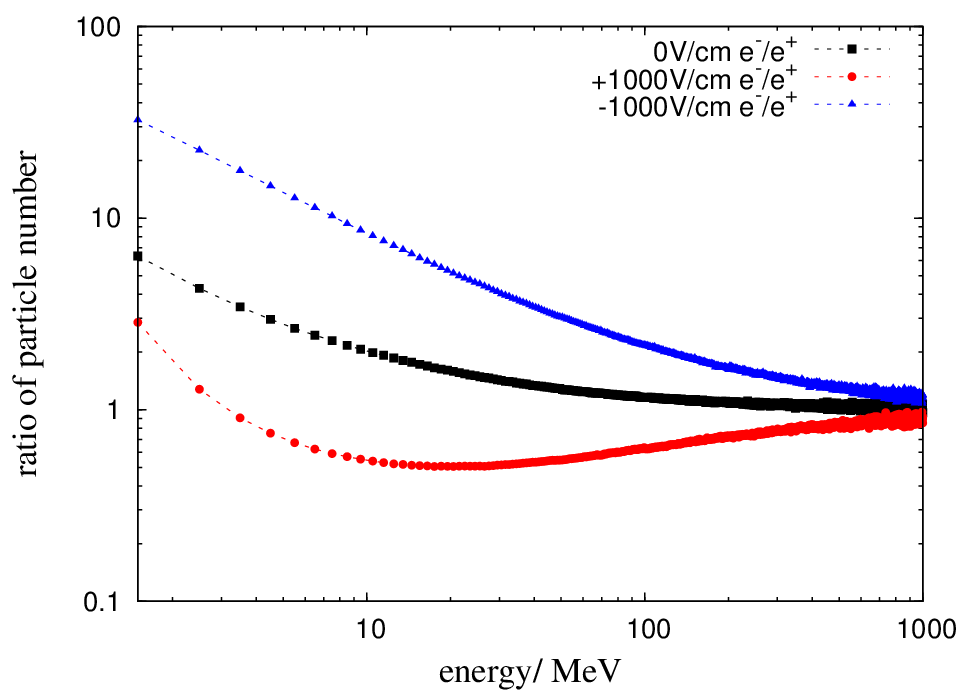 100
10
1
0.1
10
100
1000
ratio of particle number
energy/ MeV
0V/cm e⁻/e⁺
+1000V/cm e⁻/e⁺
-1000V/cm e⁻/e⁺